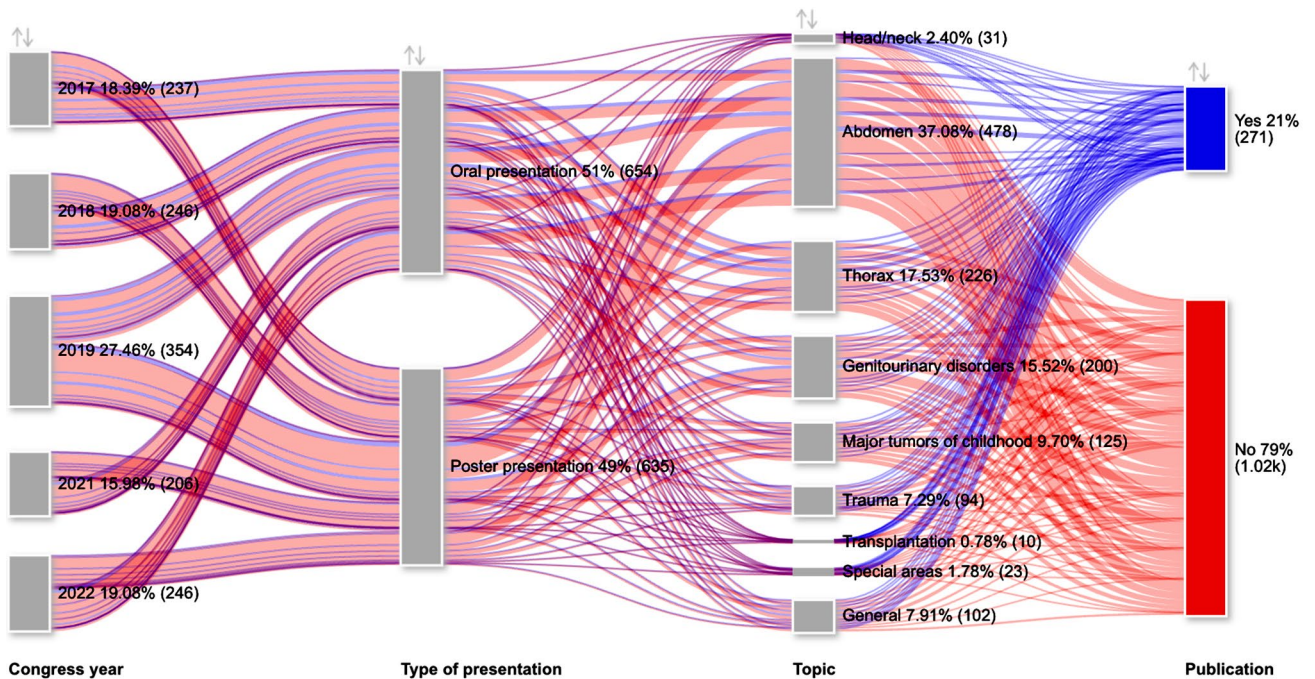 2017 18.39% (237)
2018 19.08% (246)
2019 27.46% (354)
2021 15.98% (206)
2022 19.08% (246)
Congress year
Oral presentation 51% (654)
Poster presentation 49% (635)
Type of presentation
Head/neck 2.40% (31)
Abdomen 37.08% (478)
Thorax 17.53% (226)
Genitourinary disorders 15.52% (200)
Major tumors of childhood 9.70% (125)
Trauma 7.29% (94)
Transplantation 0.78% (10)
Special areas 1.78% (23)
General 7.91% (102)
Topic
Yes 21%
(271)
No 79%
(1.02k)
Publication